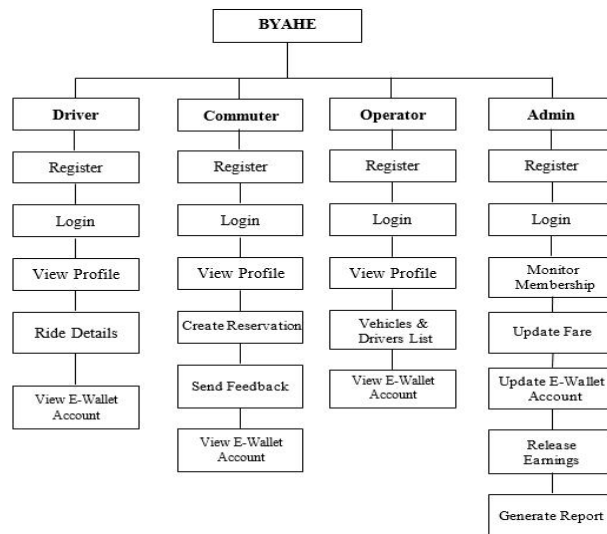 BYAHE
Driver
Register
Login
View Profile
Ride Details
View E-Wallet
Account
Commuter
Register
Login
View Profile
Create Reservation
Send Feedback
View E-Wallet
Account
Operator
Register
Login
View Profile
Vehicles &
Drivers List
View E-Wallet
Account
Admin
Register
Login
Monitor
Membership
Update Fare
Update E-Wallet
Account
Release
Earnings
Generate Report